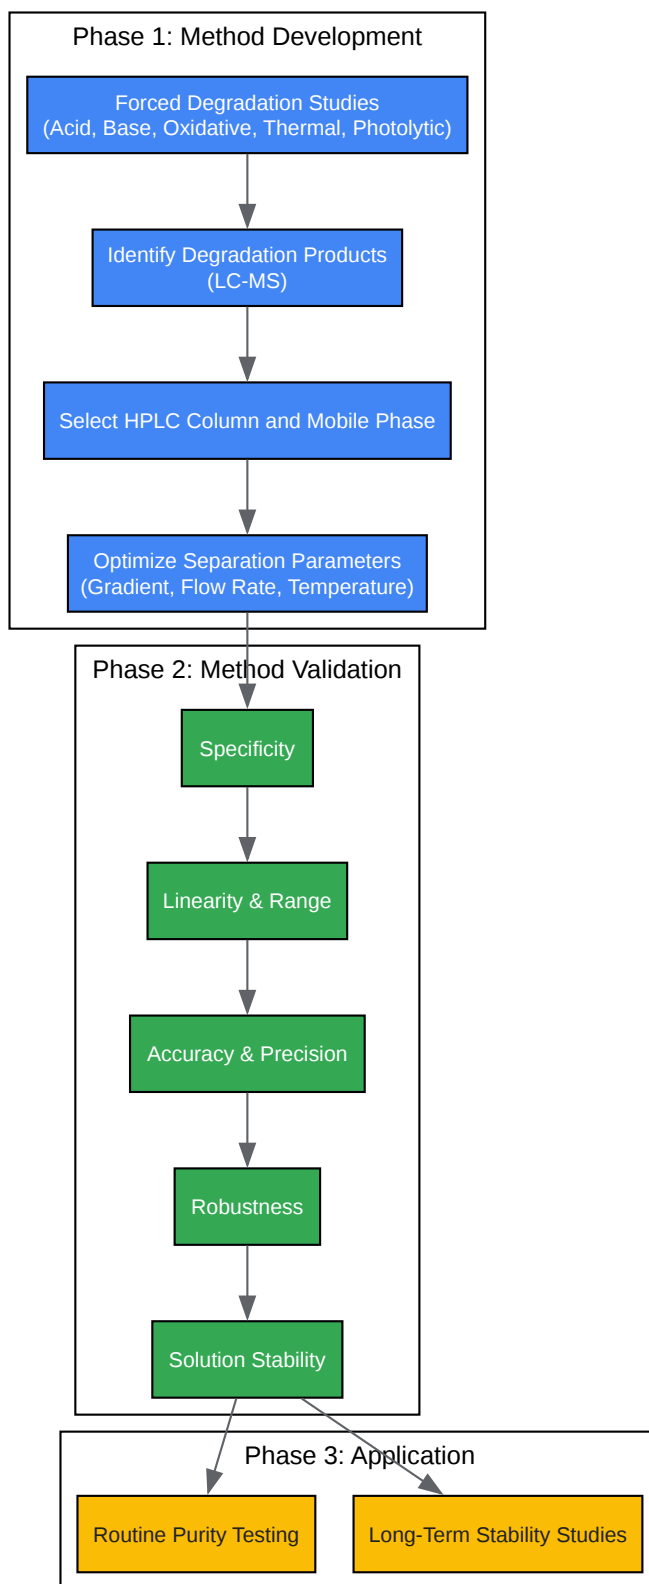 Phase 1: Method Development
Forced Degradation Studies
(Acid, Base, Oxidative, Thermal, Photolytic)
Identify Degradation Products
(LC-MS)
Select HPLC Column and Mobile Phase
Optimize Separation Parameters
(Gradient, Flow Rate, Temperature)
Phase 2: Method Validation
Specificity
Linearity & Range
Accuracy & Precision
Robustness
Solution Stability
Phase 3: Application
Routine Purity Testing
Long-Term Stability Studies